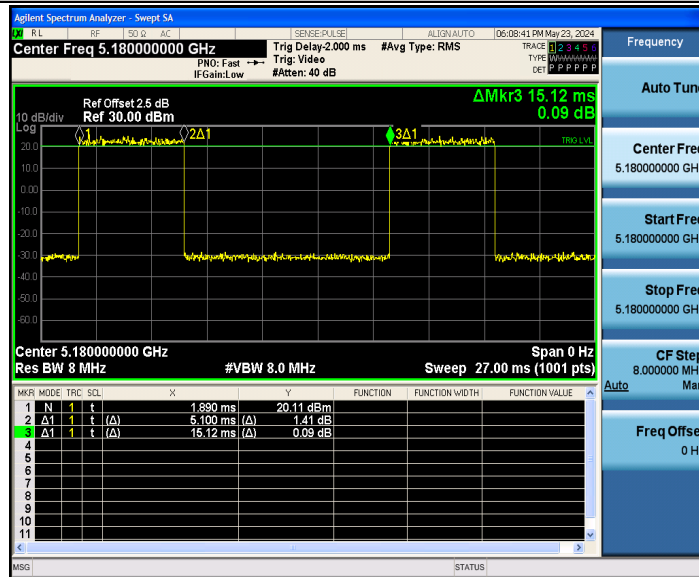 Agilent Spectrum Analyzer - Swept SA
RL RF 50 Ω AC SENSE:PULSE ALIGN AUTO 06:08:41 PM May 23, 2024
Center Freq 5.180000000 GHz
PNO: Fast
IFGain:Low
Trig Delay-2.000 ms
Trig: Video
#Atten: 40 dB
#Avg Type: RMS
TRACE 1 2 3 4 5 6
TYPE W
DET P P P P P P
ΔMkr3 15.12 ms
0.09 dB
Ref Offset 2.5 dB
10 dB/div Ref 30.00 dBm
Log
1 2Δ1 3Δ1
TRIG LVL
20.0
10.0
0.00
-10.0
-20.0
-30.0
-40.0
-50.0
-60.0
Center 5.180000000 GHz Span 0 Hz
Res BW 8 MHz #VBW 8.0 MHz Sweep 27.00 ms (1001 pts)
MKR MODE TRC SCL X Y FUNCTION FUNCTION WIDTH FUNCTION VALUE
1 N 1 t 1.890 ms 20.11 dBm
2 Δ1 1 t (Δ) 5.100 ms (Δ) 1.41 dB
3 Δ1 1 t (Δ) 15.12 ms (Δ) 0.09 dB
4
5
6
7
8
9
10
11
MSG STATUS
Frequency
Auto Tun
Center Fre
5.180000000 GH
Start Fre
5.180000000 GH
Stop Fre
5.180000000 GH
CF Step
8.000000 MH
Auto Ma
Freq Offse
0 H